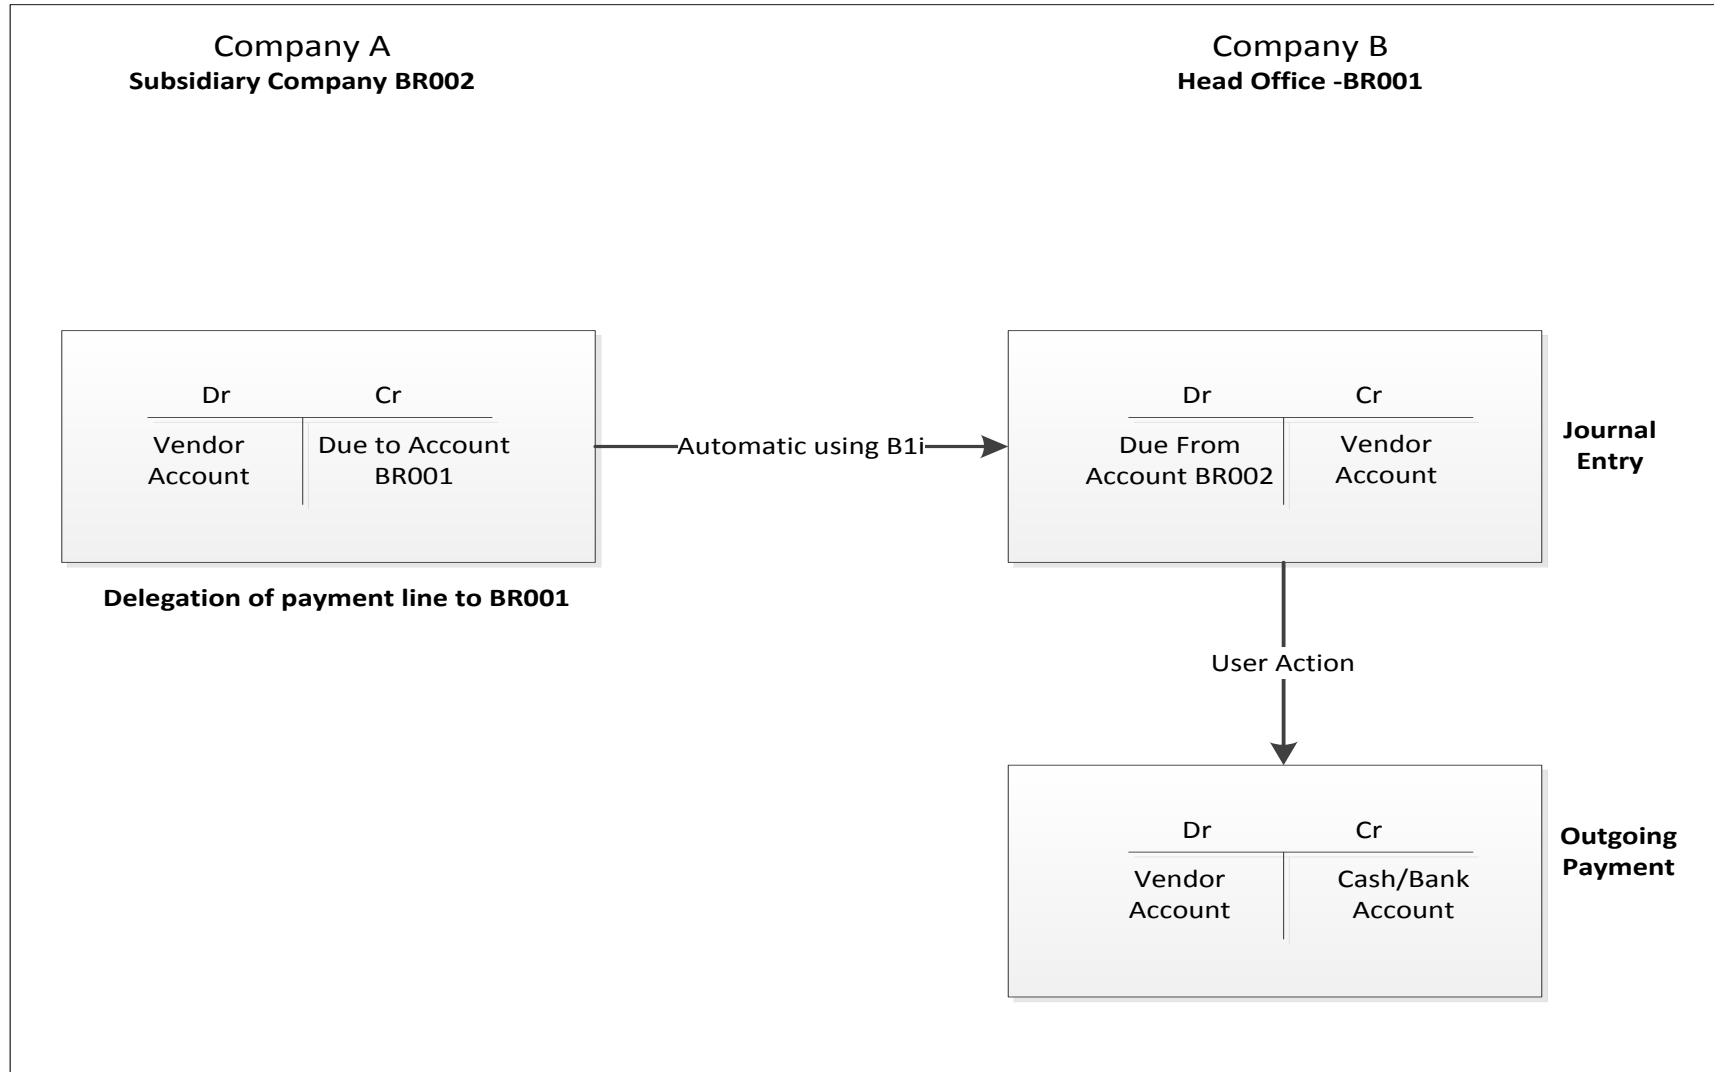 Company A
Subsidiary Company BR002
Company B
Head Office -BR001
Dr
Cr
Vendor
Account
Due to Account
BR001
Delegation of payment line to BR001
Automatic using B1i
Dr
Cr
Due From
Account BR002
Vendor
Account
Journal
Entry
User Action
Dr
Cr
Vendor
Account
Cash/Bank
Account
Outgoing
Payment